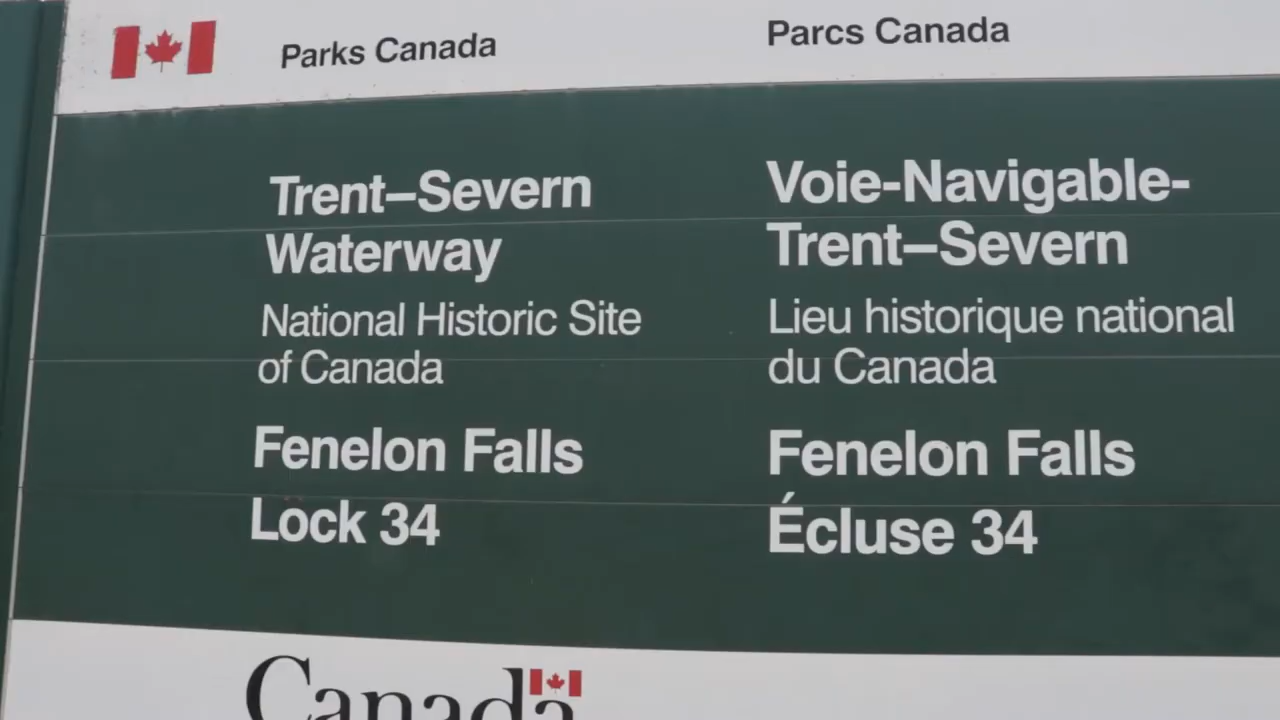 Parks Canada
Parcs Canada
Trent–Severn
Waterway
National Historic Site
of Canada
Fenelon Falls
Lock 34
Voie-Navigable-
Trent–Severn
Lieu historique national
du Canada
Fenelon Falls
Écluse 34
Canada